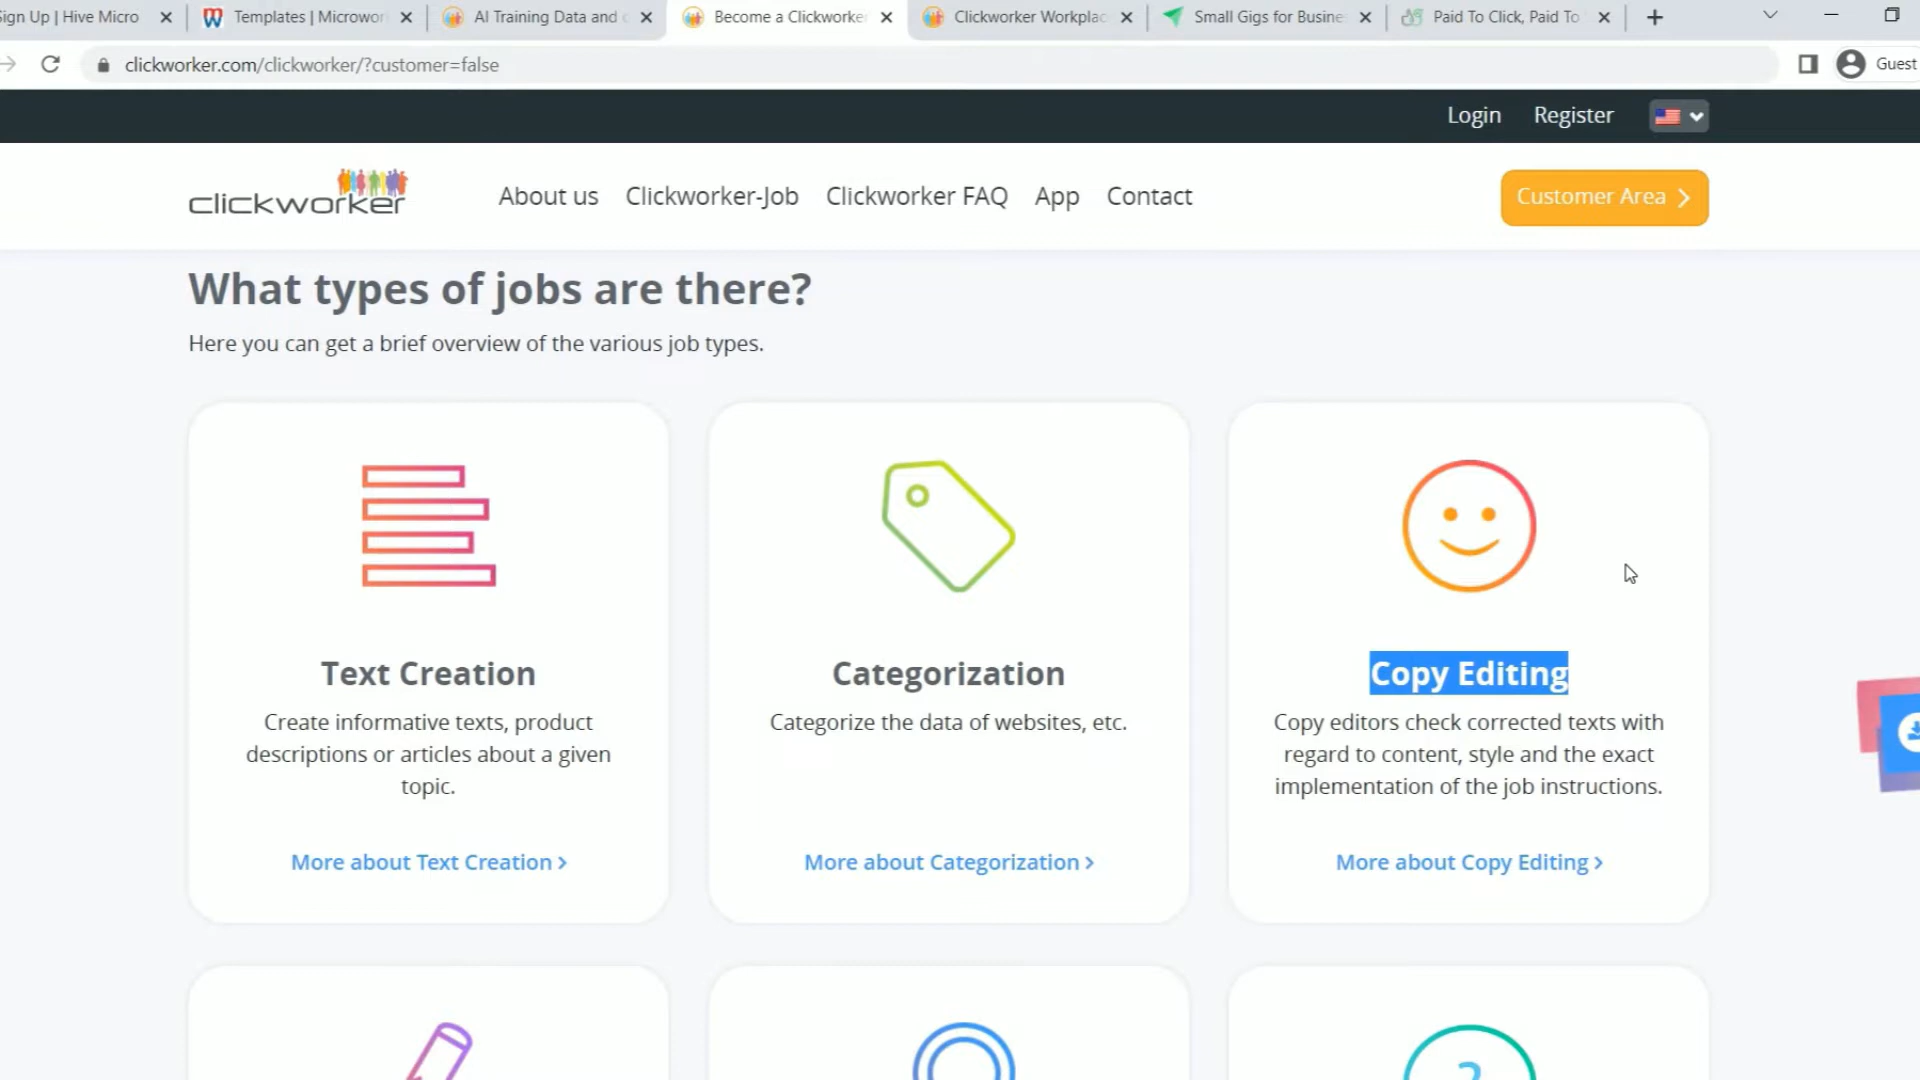 Sign Up | Hive Micro
Templates | Microwor
AI Training Data and
Become a Clickworke
Clickworker Workplac
Small Gigs for Busine
Paid To Click, Paid To
clickworker.com/clickworker/?customer=false
Guest
Login Register
clickworker
About us Clickworker-Job Clickworker FAQ App Contact
Customer Area
What types of jobs are there?
Here you can get a brief overview of the various job types.
Text Creation
Create informative texts, product
descriptions or articles about a given
topic.
More about Text Creation >
Categorization
Categorize the data of websites, etc.
More about Categorization >
Copy Editing
Copy editors check corrected texts with
regard to content, style and the exact
implementation of the job instructions.
More about Copy Editing >
?